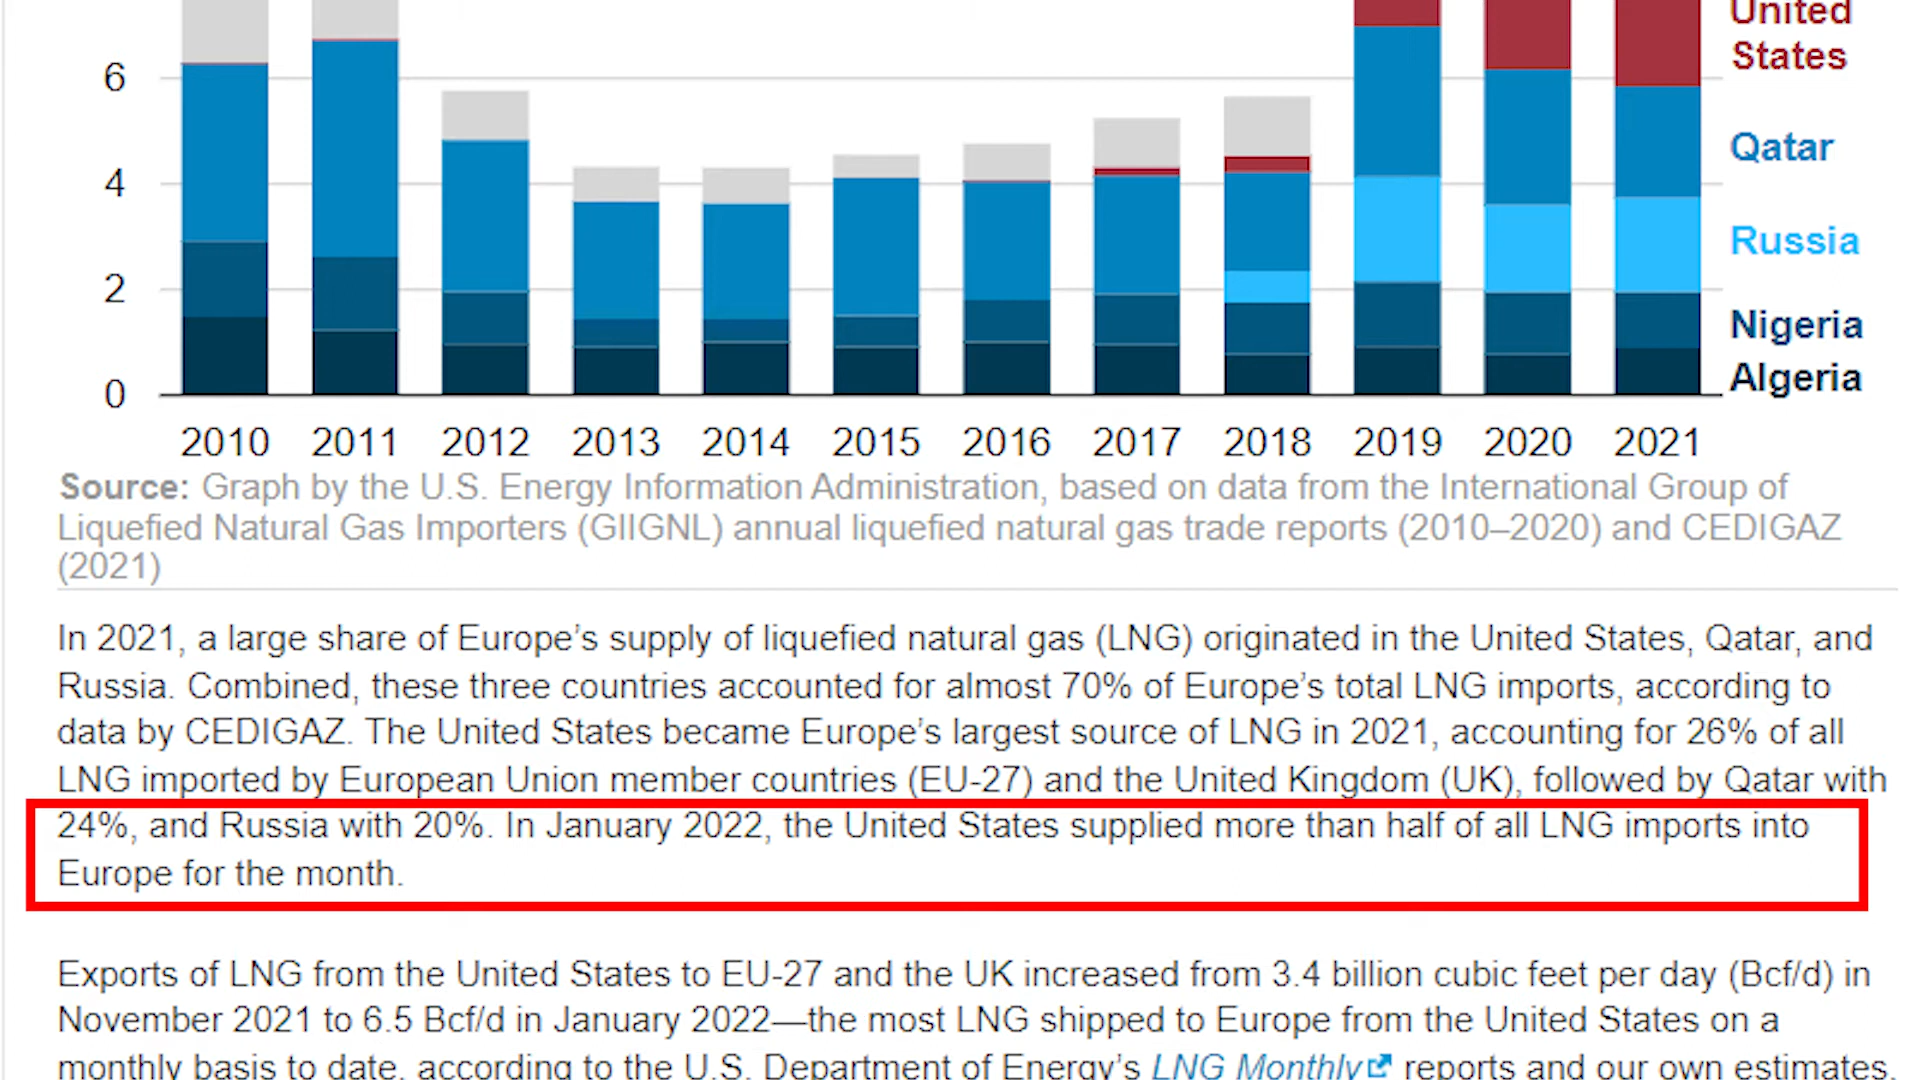 United
States
6
Qatar
4
Russia
2
Nigeria
Algeria
0
2010 2011 2012 2013 2014 2015 2016 2017 2018 2019 2020 2021
Source: Graph by the U.S. Energy Information Administration, based on data from the International Group of
Liquefied Natural Gas Importers (GIIGNL) annual liquefied natural gas trade reports (2010–2020) and CEDIGAZ
(2021)
In 2021, a large share of Europe’s supply of liquefied natural gas (LNG) originated in the United States, Qatar, and
Russia. Combined, these three countries accounted for almost 70% of Europe’s total LNG imports, according to
data by CEDIGAZ. The United States became Europe’s largest source of LNG in 2021, accounting for 26% of all
LNG imported by European Union member countries (EU-27) and the United Kingdom (UK), followed by Qatar with
24%, and Russia with 20%. In January 2022, the United States supplied more than half of all LNG imports into
Europe for the month.
Exports of LNG from the United States to EU-27 and the UK increased from 3.4 billion cubic feet per day (Bcf/d) in
November 2021 to 6.5 Bcf/d in January 2022—the most LNG shipped to Europe from the United States on a
monthly basis to date, according to the U.S. Department of Energy’s LNG Monthly reports and our own estimates.